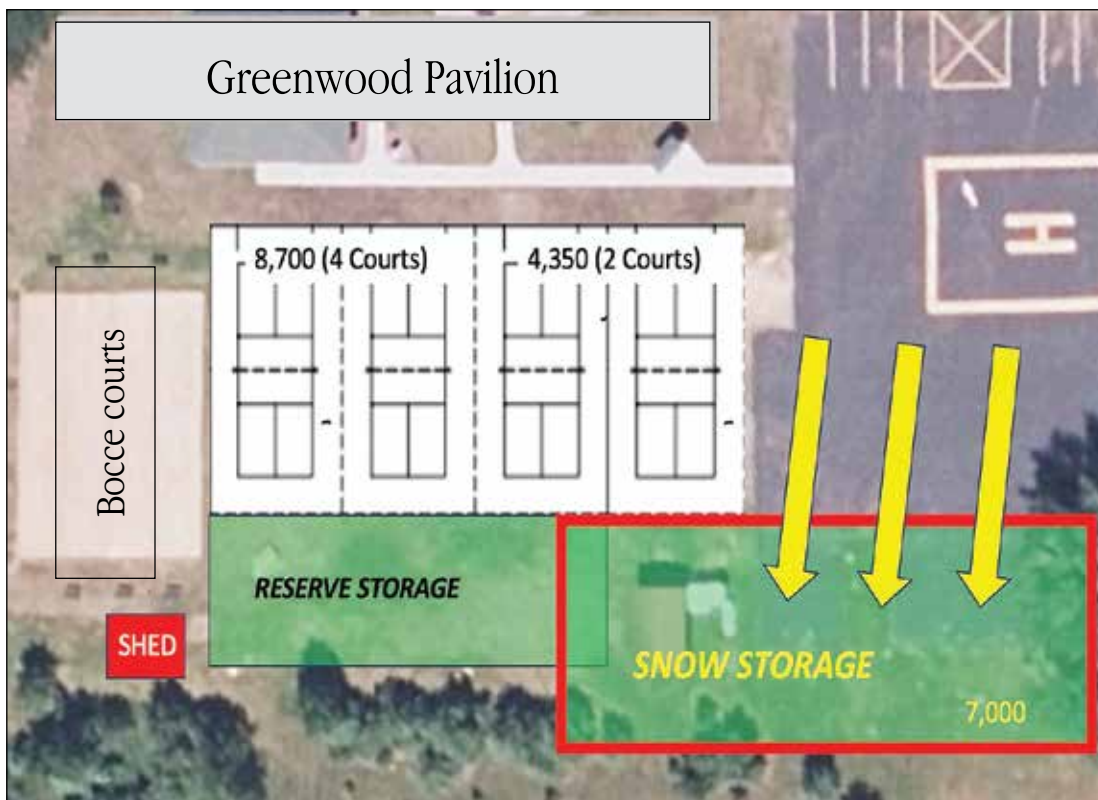 Greenwood Pavilion
H
8,700 (4 Courts)
4,350 (2 Courts)
Bocce courts
RESERVE STORAGE
SHED
SNOW STORAGE
7,000